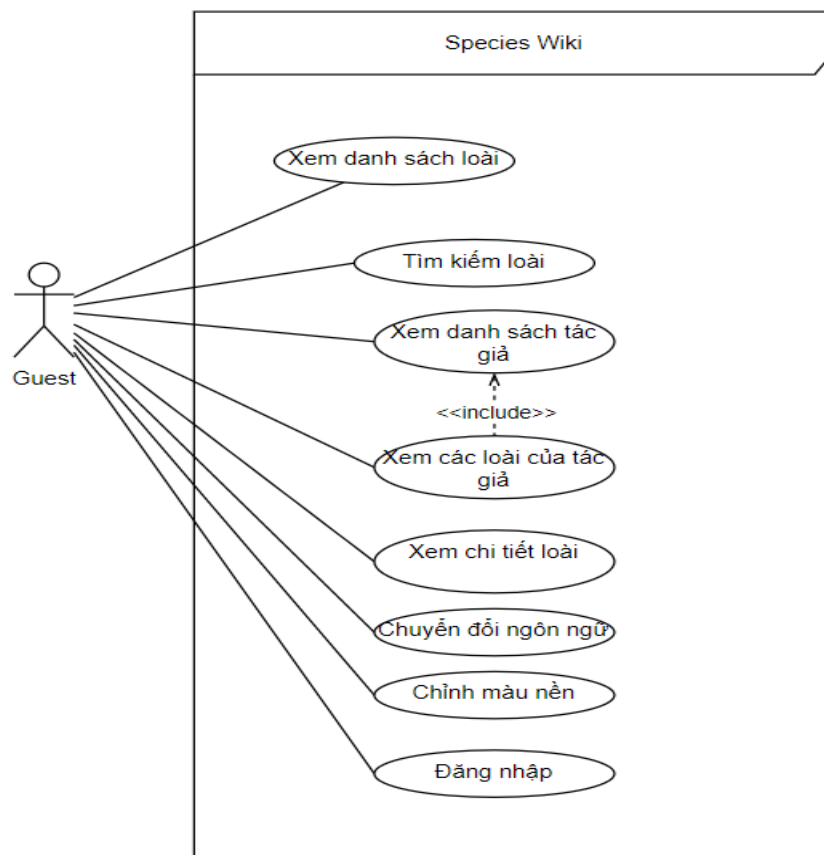 Species Wiki
Xem danh sách loài
Tìm kiếm loài
Xem danh sách tác
giả
Guest
<<include>>
Xem các loài của tác
giả
Xem chi tiết loài
Chuyển đổi ngôn ngữ
Chỉnh màu nền
Đăng nhập